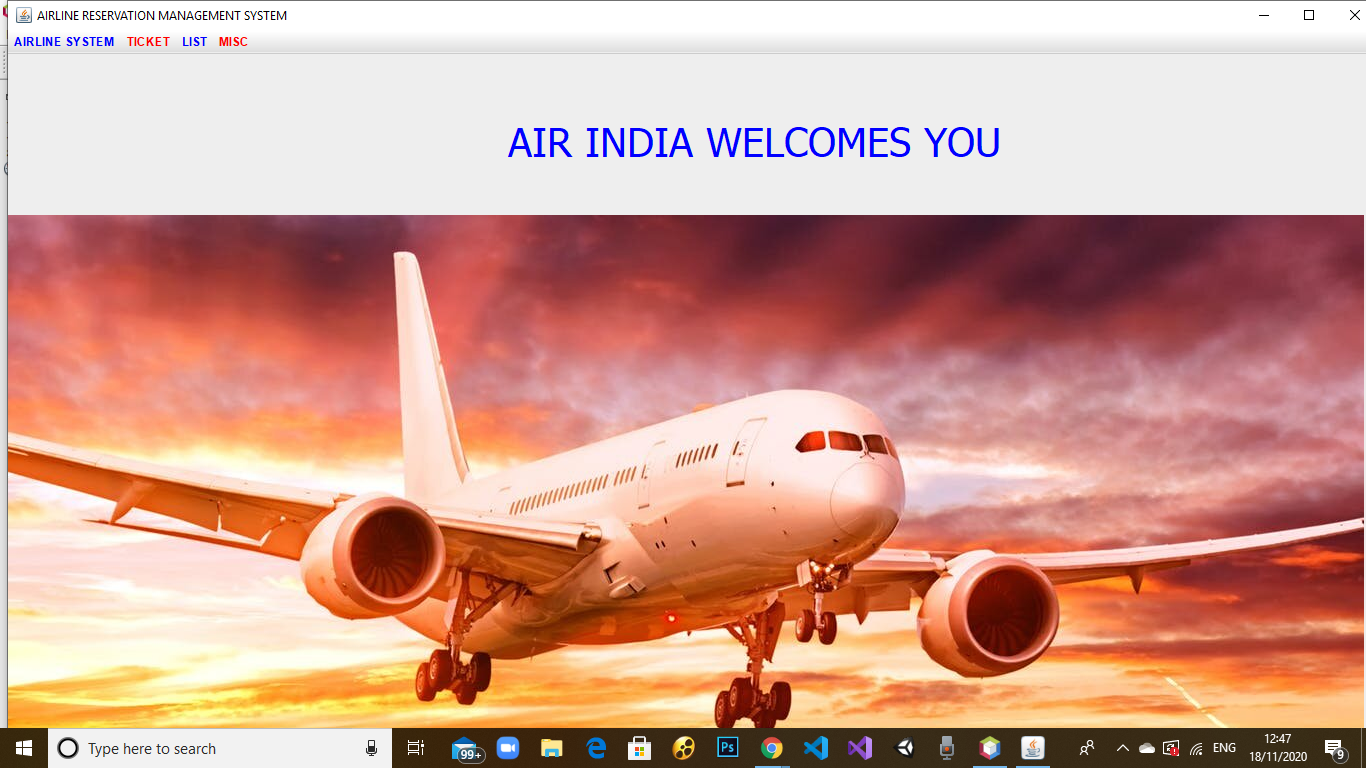 AIRLINE RESERVATION MANAGEMENT SYSTEM
AIRLINE SYSTEM TICKET LIST MISC
AIR INDIA WELCOMES YOU
Type here to search
99+
Ps
ENG
12:47
18/11/2020
9